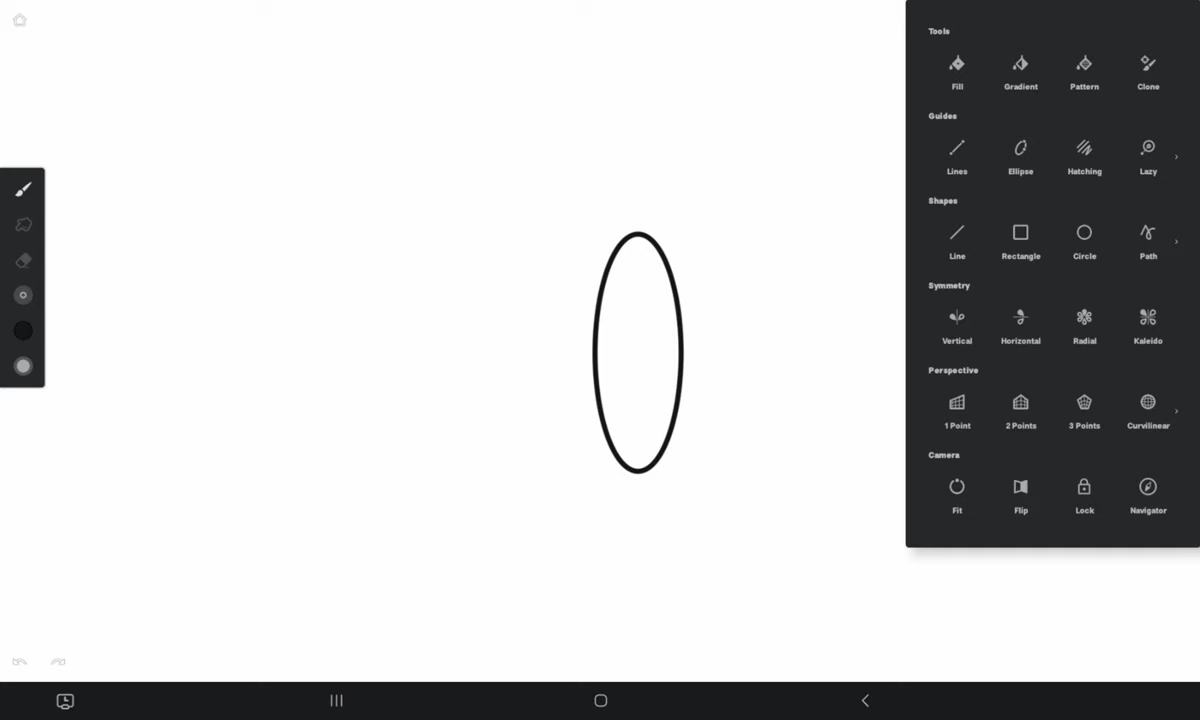 Tools
Fill Gradient Pattern Clone
Guides
Lines Ellipse Hatching Lazy
Shapes
Line Rectangle Circle Path
Symmetry
Vertical Horizontal Radial Kaleido
Perspective
1 Point 2 Points 3 Points Curvilinear
Camera
Fit Flip Lock Navigator